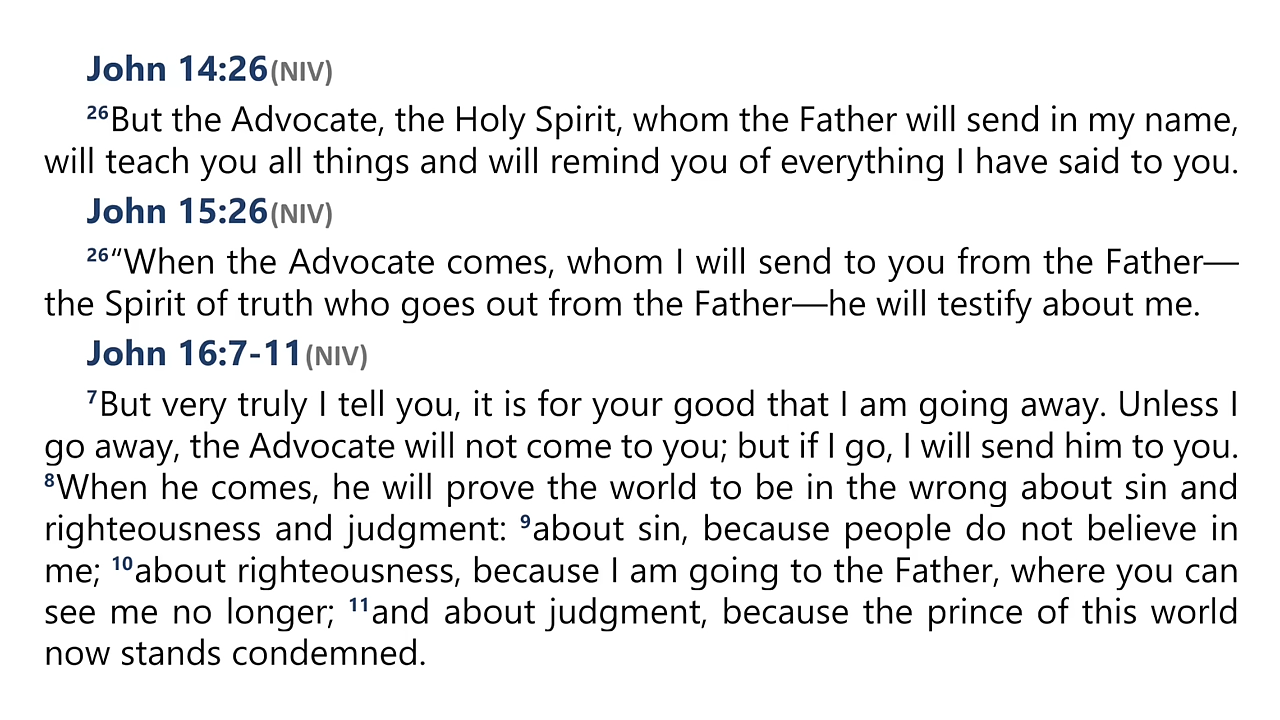 John 14:26(NIV)
26But the Advocate, the Holy Spirit, whom the Father will send in my name,
will teach you all things and will remind you of everything I have said to you.
John 15:26(NIV)
26“When the Advocate comes, whom I will send to you from the Father—
the Spirit of truth who goes out from the Father—he will testify about me.
John 16:7-11(NIV)
7But very truly I tell you, it is for your good that I am going away. Unless I
go away, the Advocate will not come to you; but if I go, I will send him to you.
8When he comes, he will prove the world to be in the wrong about sin and
righteousness and judgment: 9about sin, because people do not believe in
me; 10about righteousness, because I am going to the Father, where you can
see me no longer; 11and about judgment, because the prince of this world
now stands condemned.